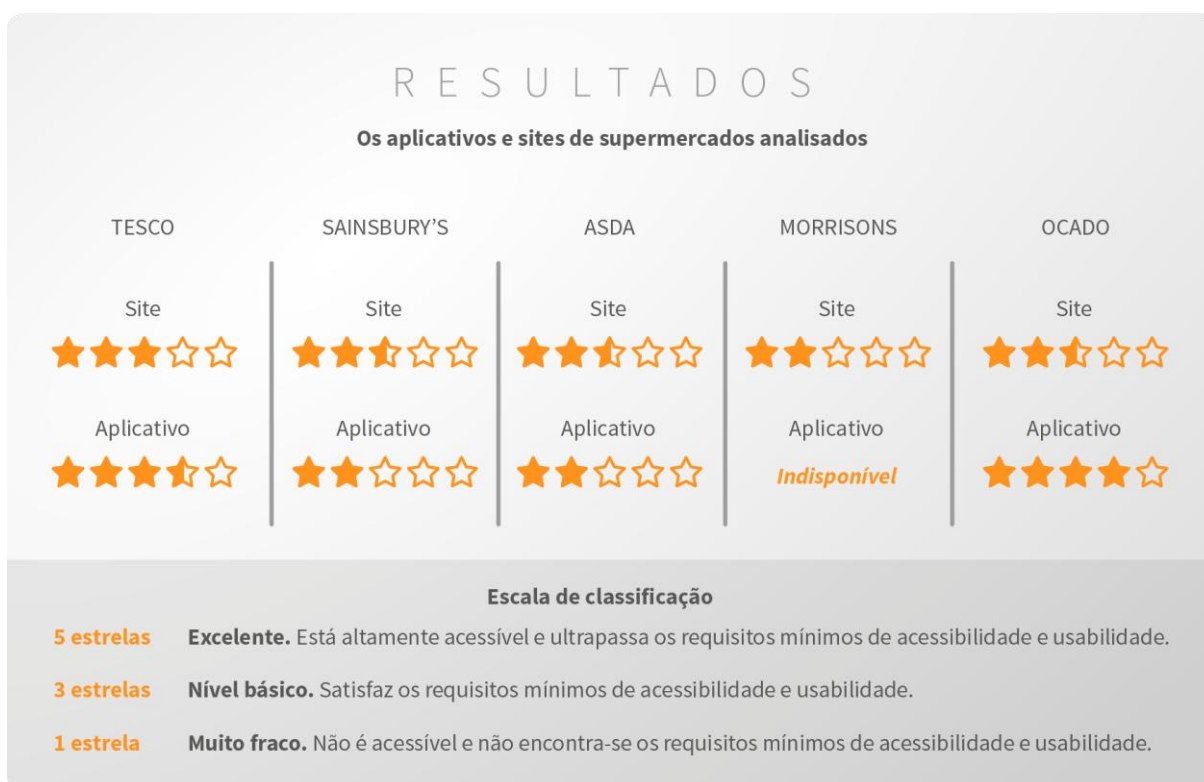 RESULTADOS
Os aplicativos e sites de supermercados analisados
TESCO
Site
Aplicativo
SAINSBURY’S
Site
Aplicativo
ASDA
Site
Aplicativo
MORRISONS
Site
Aplicativo
Indisponível
OCADO
Site
Aplicativo
Escala de classificação
5 estrelas Excelente. Está altamente acessível e ultrapassa os requisitos mínimos de acessibilidade e usabilidade.
3 estrelas Nível básico. Satisfaz os requisitos mínimos de acessibilidade e usabilidade.
1 estrela Muito fraco. Não é acessível e não encontra-se os requisitos mínimos de acessibilidade e usabilidade.